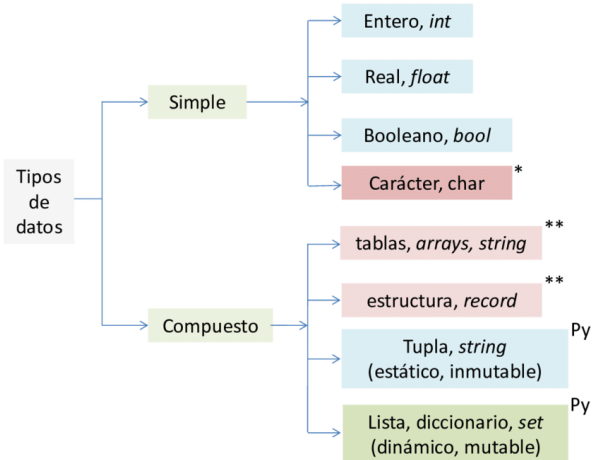 Entero, int
Real, float
Simple
Booleano, bool
Carácter, char *
Tipos
de
datos
tablas, arrays, string **
estructura, record **
Compuesto
Tupla, string Py
(estático, inmutable)
Lista, diccionario, set Py
(dinámico, mutable)